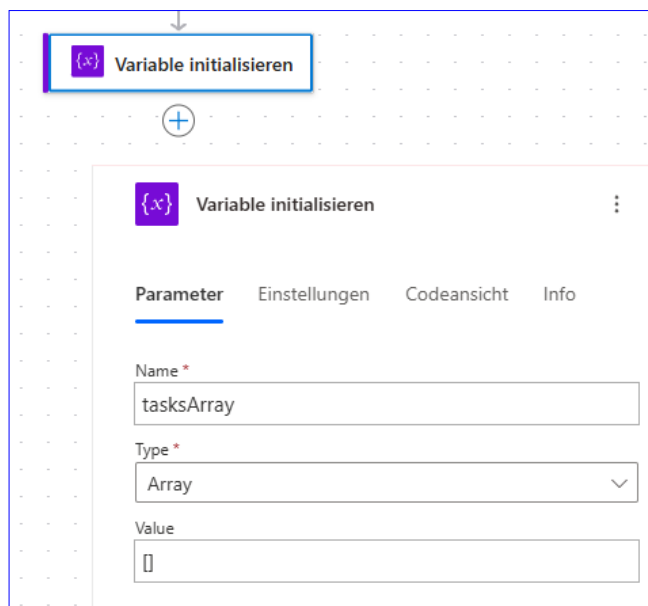 {x} Variable initialisieren
{x} Variable initialisieren
Parameter Einstellungen Codeansicht Info
Name *
tasksArray
Type *
Array
Value
[]